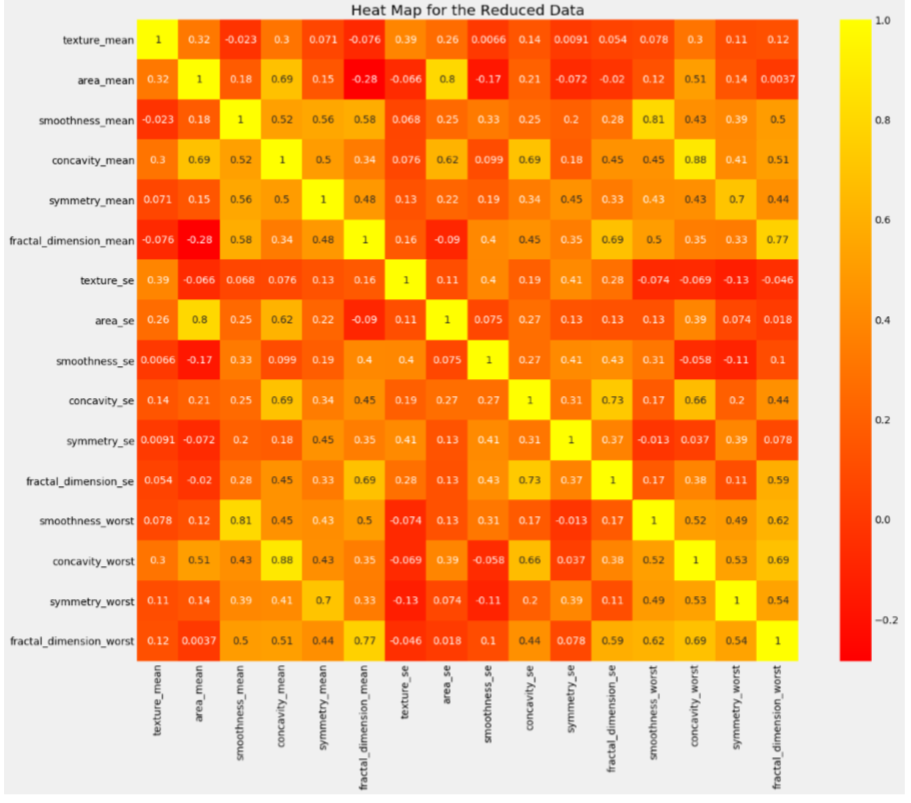 Heat Map for the Reduced Data
texture_mean 1 0.32 -0.023 0.3 0.071 -0.076 0.39 0.26 0.0066 0.14 0.0091 0.054 0.078 0.3 0.11 0.12
area_mean 0.32 1 0.18 0.69 0.15 -0.28 -0.066 0.8 -0.17 0.21 -0.072 -0.02 0.12 0.51 0.14 0.0037
smoothness_mean -0.023 0.18 1 0.52 0.56 0.58 0.068 0.25 0.33 0.25 0.2 0.28 0.81 0.43 0.39 0.5
concavity_mean 0.3 0.69 0.52 1 0.5 0.34 0.076 0.62 0.099 0.69 0.18 0.45 0.45 0.88 0.41 0.51
symmetry_mean 0.071 0.15 0.56 0.5 1 0.48 0.13 0.22 0.19 0.34 0.45 0.33 0.43 0.43 0.7 0.44
fractal_dimension_mean -0.076 -0.28 0.58 0.34 0.48 1 0.16 -0.09 0.4 0.45 0.35 0.69 0.5 0.35 0.33 0.77
texture_se 0.39 -0.066 0.068 0.076 0.13 0.16 1 0.11 0.4 0.19 0.41 0.28 -0.074 -0.069 -0.13 -0.046
area_se 0.26 0.8 0.25 0.62 0.22 -0.09 0.11 1 0.075 0.27 0.13 0.13 0.13 0.39 0.074 0.018
smoothness_se 0.0066 -0.17 0.33 0.099 0.19 0.4 0.4 0.075 1 0.27 0.41 0.43 0.31 -0.058 -0.11 0.1
concavity_se 0.14 0.21 0.25 0.69 0.34 0.45 0.19 0.27 0.27 1 0.31 0.73 0.17 0.66 0.2 0.44
symmetry_se 0.0091 -0.072 0.2 0.18 0.45 0.35 0.41 0.13 0.41 0.31 1 0.37 -0.013 0.037 0.39 0.078
fractal_dimension_se 0.054 -0.02 0.28 0.45 0.33 0.69 0.28 0.13 0.43 0.73 0.37 1 0.17 0.38 0.11 0.59
smoothness_worst 0.078 0.12 0.81 0.45 0.43 0.5 -0.074 0.13 0.31 0.17 -0.013 0.17 1 0.52 0.49 0.62
concavity_worst 0.3 0.51 0.43 0.88 0.43 0.35 -0.069 0.39 -0.058 0.66 0.037 0.38 0.52 1 0.53 0.69
symmetry_worst 0.11 0.14 0.39 0.41 0.7 0.33 -0.13 0.074 -0.11 0.2 0.39 0.11 0.49 0.53 1 0.54
fractal_dimension_worst 0.12 0.0037 0.5 0.51 0.44 0.77 -0.046 0.018 0.1 0.44 0.078 0.59 0.62 0.69 0.54 1
texture_mean
area_mean
smoothness_mean
concavity_mean
symmetry_mean
fractal_dimension_mean
texture_se
area_se
smoothness_se
concavity_se
symmetry_se
fractal_dimension_se
smoothness_worst
concavity_worst
symmetry_worst
fractal_dimension_worst
1.0
0.8
0.6
0.4
0.2
0.0
−0.2